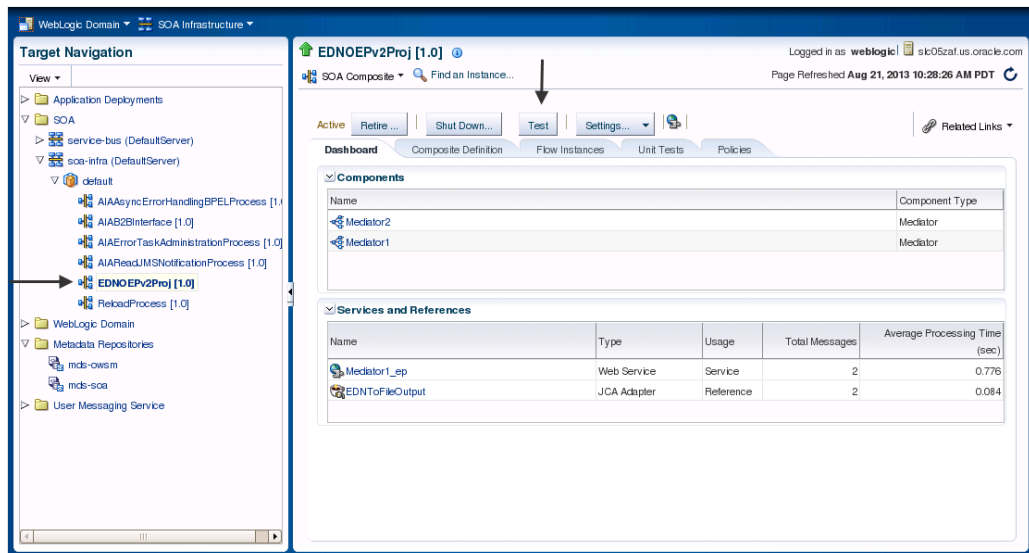 WebLogic Domain SOA Infrastructure
Target Navigation
View
Application Deployments
SOA
service-bus (DefaultServer)
soa-infra (DefaultServer)
default
AIAAsyncErrorHandlingBPELProcess [1.0
AIAB2BInterface [1.0]
AIAErrorTaskAdministrationProcess [1.0]
AIAReadJMSNotificationProcess [1.0]
EDNOEPv2Proj [1.0]
ReloadProcess [1.0]
WebLogic Domain
Metadata Repositories
mds-owsm
mds-soa
User Messaging Service
EDNOEPv2Proj [1.0]
Logged in as weblogic slc05zaf.us.oracle.com
SOA Composite Find an Instance...
Page Refreshed Aug 21, 2013 10:28:26 AM PDT
Active Retire ... Shut Down... Test Settings... Related Links
Dashboard Composite Definition Flow Instances Unit Tests Policies
Components
Name Component Type
Mediator2 Mediator
Mediator1 Mediator
Services and References
Name Type Usage Total Messages Average Processing Time (sec)
Mediator1_ep Web Service Service 2 0.776
EDNToFileOutput JCA Adapter Reference 2 0.084